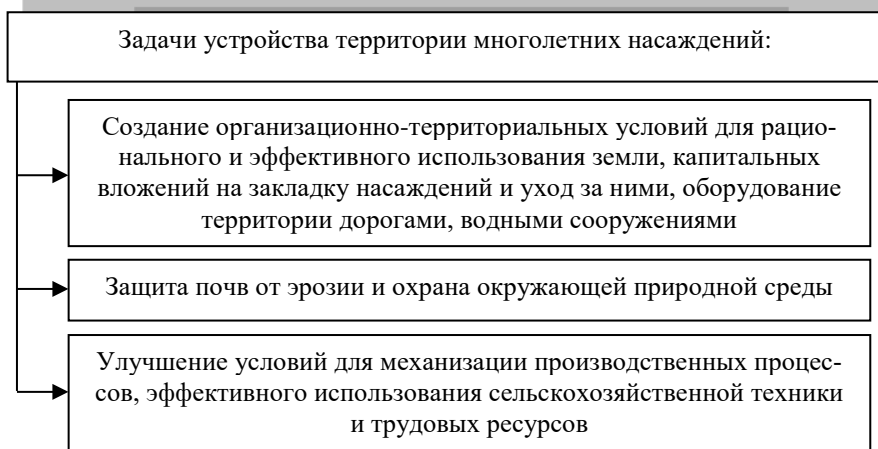 Задачи устройства территории многолетних насаждений:
Создание организационно-территориальных условий для рацио-
нального и эффективного использования земли, капитальных
вложений на закладку насаждений и уход за ними, оборудование
территории дорогами, водными сооружениями
Защита почв от эрозии и охрана окружающей природной среды
Улучшение условий для механизации производственных процес-
сов, эффективного использования сельскохозяйственной техники
и трудовых ресурсов